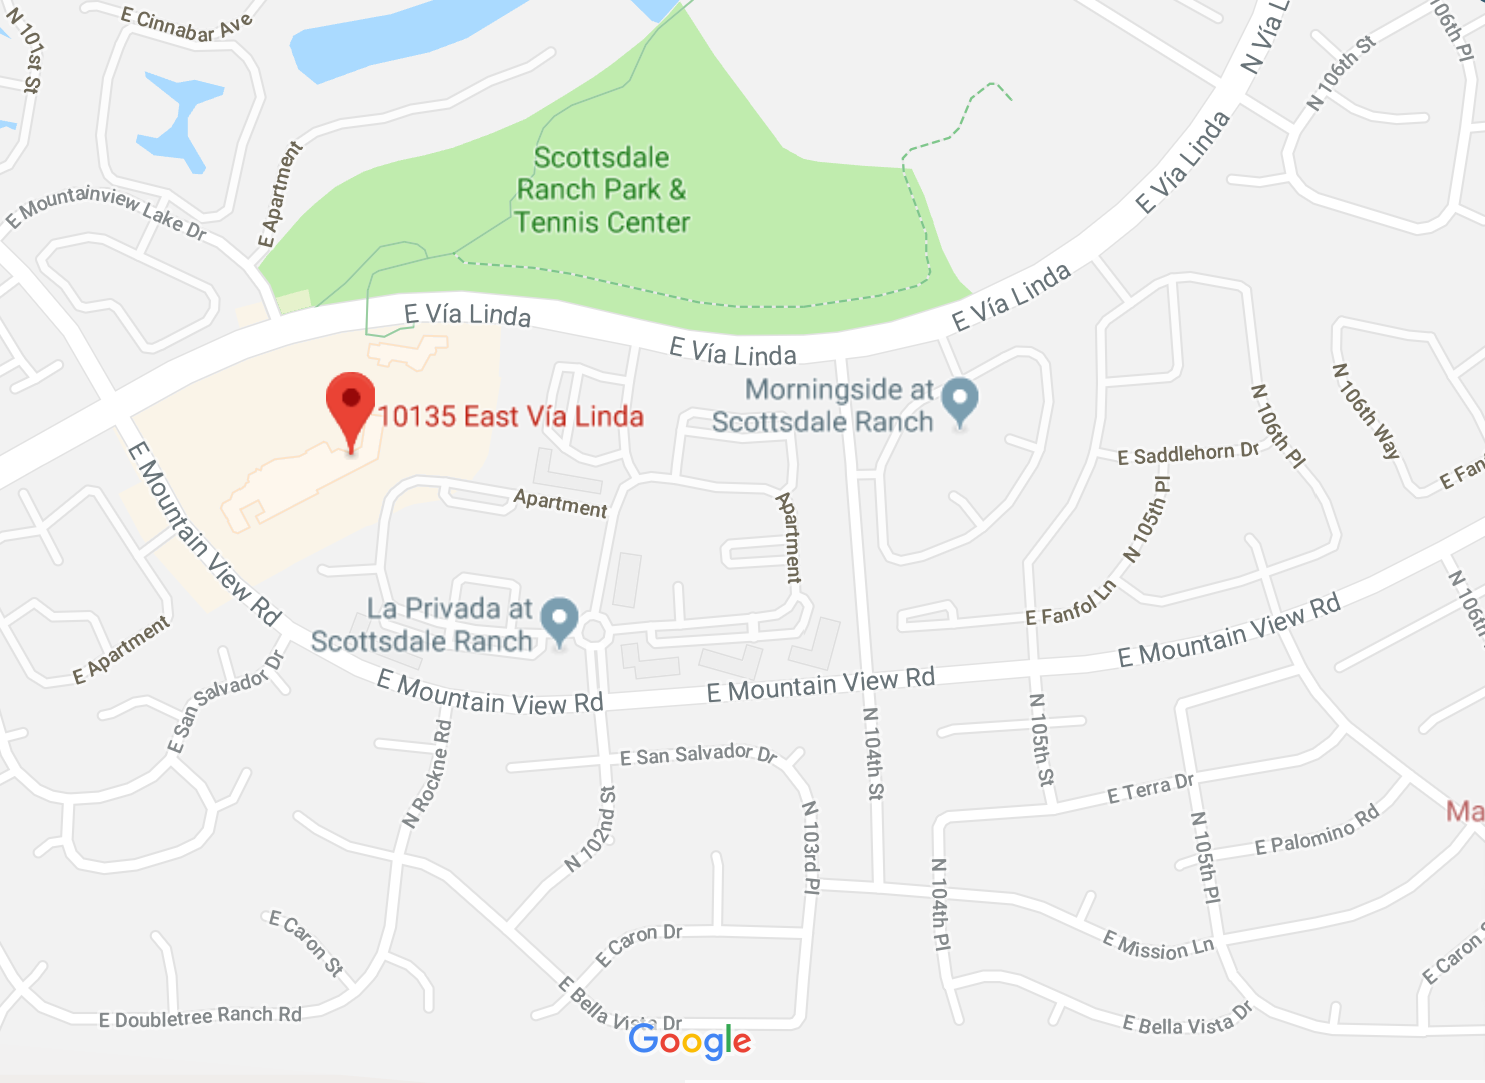 N 101st St
E Cinnabar Ave
N Vía L
N 106th St
106th Pl
E Apartment
E Mountainview Lake Dr
Scottsdale
Ranch Park &
Tennis Center
E Vía Linda
E Vía Linda
E Vía Linda
E Vía Linda
10135 East Vía Linda
Morningside at
Scottsdale Ranch
N 106th Pl
N 106th Way
E Saddlehorn Dr
E Fan
N 105th Pl
Apartment
Apartment
E Mountain View Rd
La Privada at
Scottsdale Ranch
E Fanfol Ln
E Mountain View Rd
N 106th
E Apartment
E San Salvador Dr
E Mountain View Rd
E Mountain View Rd
N Rockne Rd
E San Salvador Dr
N 104th St
N 105th St
E Terra Dr
Ma
N 102nd St
N 103rd Pl
E Palomino Rd
N 105th Pl
N 104th Pl
E Caron St
E Caron Dr
E Mission Ln
E Caron S
E Doubletree Ranch Rd
E Bella Vista Dr
E Bella Vista Dr
Google